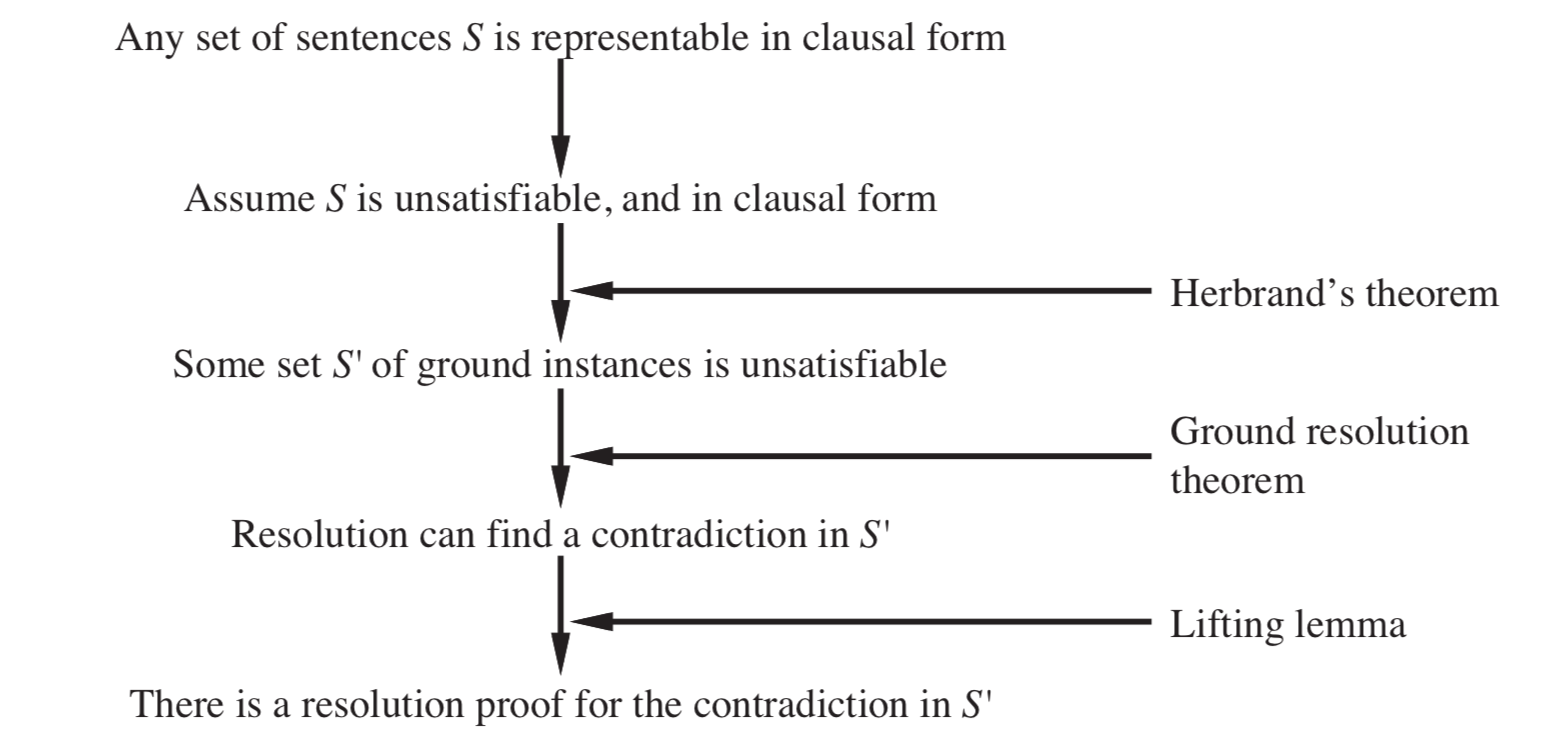 Any set of sentences S is representable in clausal form
Assume S is unsatisfiable, and in clausal form
Herbrand’s theorem
Some set S' of ground instances is unsatisfiable
Ground resolution
theorem
Resolution can find a contradiction in S'
Lifting lemma
There is a resolution proof for the contradiction in S'